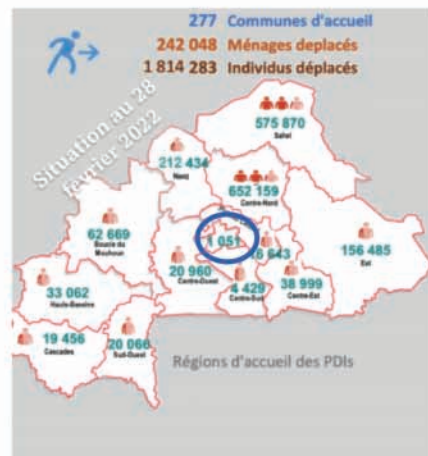 277 Communes d'accueil
242 048 Ménages deplacés
1 814 283 Individus déplacés
Situation au 28
février 2022
575 870
Sahel
212 434
Nord
652 159
Centre-Nord
62 669
Boucle du
Mouhoun
1 051
16 643
156 485
Est
20 960
Centre-Ouest
4 429
Centre-Sud
38 999
Centre-Est
33 062
Hauts-Bassins
19 456
Cascades
20 066
Sud-Ouest
Régions d'accueil des PDIs